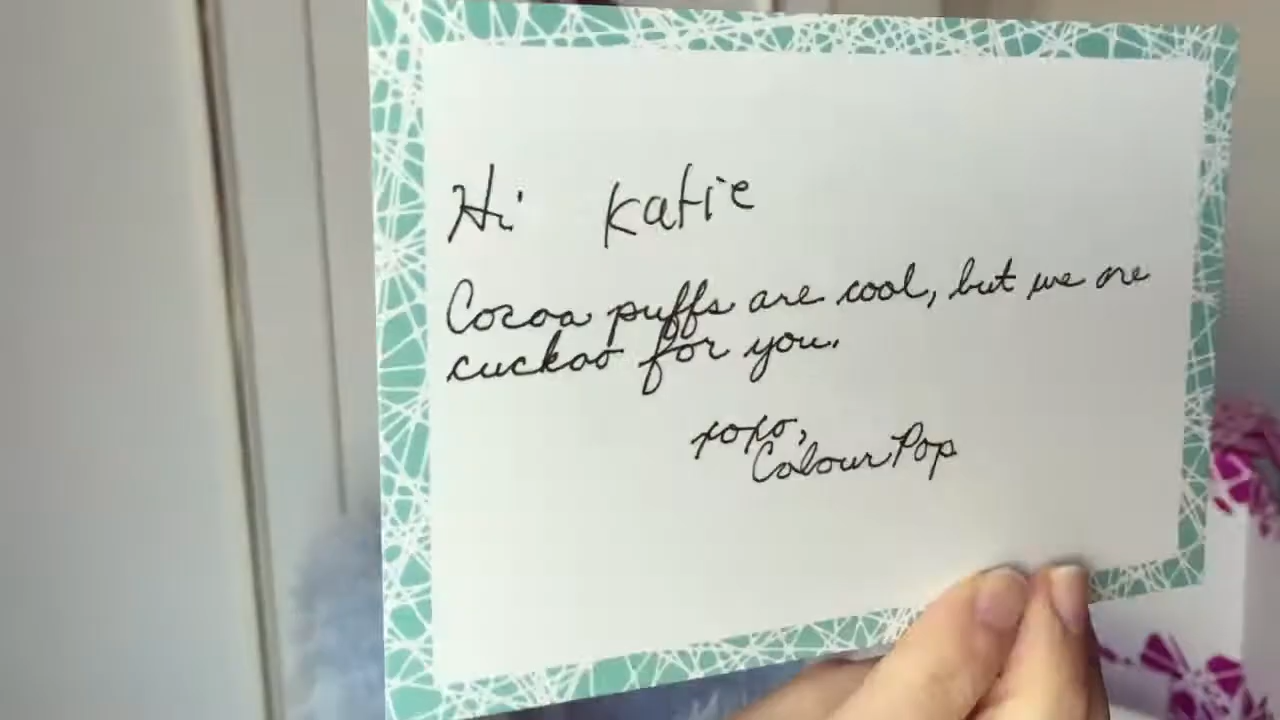 Hi Katie
Cocoa puffs are cool, but we are
cuckoo for you.
xoxo,
ColourPop